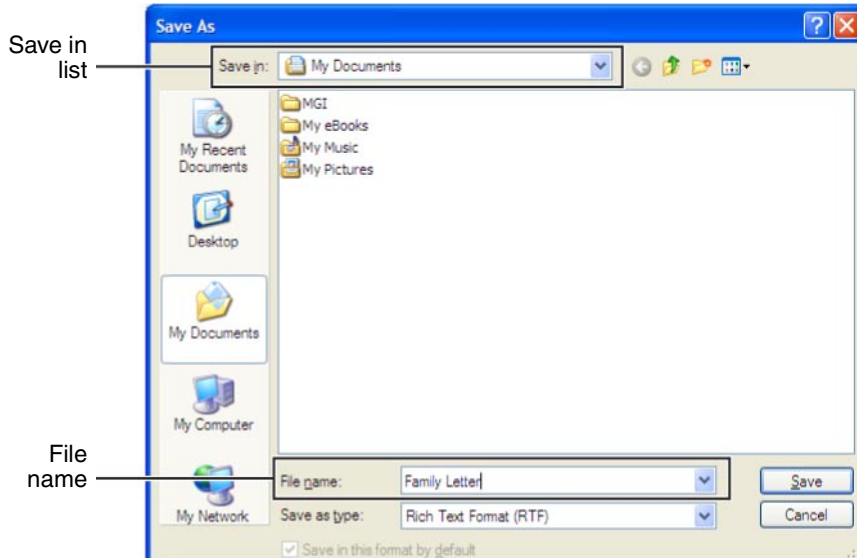 Save As
Save in
list
Save in:
My Documents
MGI
My eBooks
My Music
My Pictures
My Recent
Documents
Desktop
My Documents
My Computer
My Network
File
name
File name:
Family Letter
Save
Save as type:
Rich Text Format (RTF)
Cancel
Save in this format by default